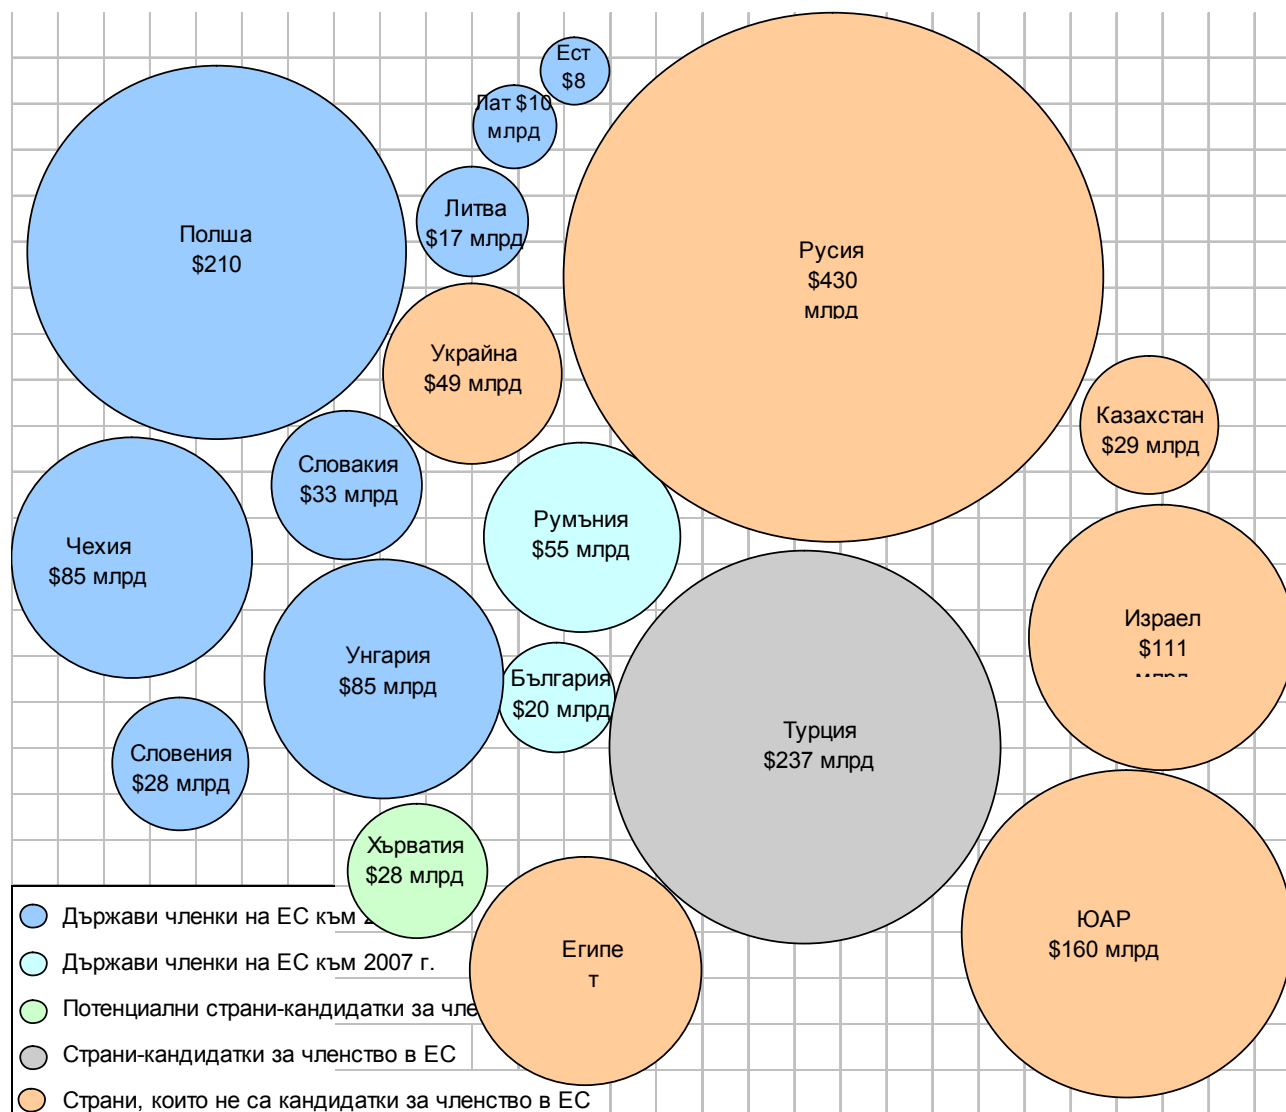 Ест
$8
Лат $10
млрд
Литва
$17 млрд
Полша
$210
Русия
$430
млрд
Украйна
$49 млрд
Казахстан
$29 млрд
Словакия
$33 млрд
Румъния
$55 млрд
Чехия
$85 млрд
Израел
$111
млрд
Унгария
$85 млрд
България
$20 млрд
Турция
$237 млрд
Словения
$28 млрд
Хърватия
$28 млрд
ЮАР
$160 млрд
Египе
т
Държави членки на ЕС към
Държави членки на ЕС към 2007 г.
Потенциални страни-кандидатки за
Страни-кандидатки за членство в ЕС
Страни, които не са кандидатки за членство в ЕС